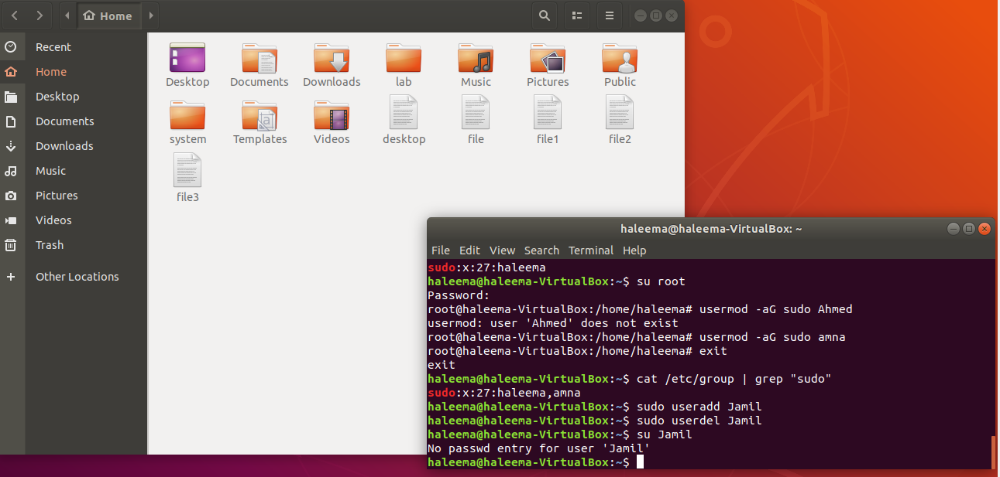 Home
Recent
Home
Desktop
Documents
Downloads
Music
Pictures
Videos
Trash
Other Locations
Desktop Documents Downloads lab Music Pictures Public
system Templates Videos desktop file file1 file2
file3
haleema@haleema-VirtualBox: ~
File Edit View Search Terminal Help
sudo:x:27:haleema
haleema@haleema-VirtualBox:~$ su root
Password:
root@haleema-VirtualBox:/home/haleema# usermod -aG sudo Ahmed
usermod: user 'Ahmed' does not exist
root@haleema-VirtualBox:/home/haleema# usermod -aG sudo amna
root@haleema-VirtualBox:/home/haleema# exit
exit
haleema@haleema-VirtualBox:~$ cat /etc/group | grep "sudo"
sudo:x:27:haleema,amna
haleema@haleema-VirtualBox:~$ sudo useradd Jamil
haleema@haleema-VirtualBox:~$ sudo userdel Jamil
haleema@haleema-VirtualBox:~$ su Jamil
No passwd entry for user 'Jamil'
haleema@haleema-VirtualBox:~$